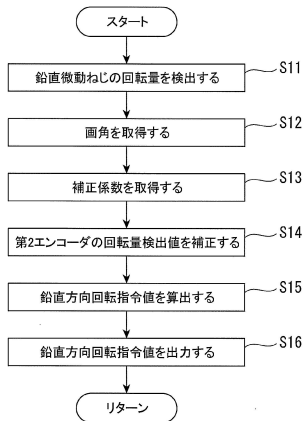 スタート
鉛直微動ねじの回転量を検出する
S11
画角を取得する
S12
補正係数を取得する
S13
第2エンコーダの回転量検出値を補正する
S14
鉛直方向回転指令値を算出する
S15
鉛直方向回転指令値を出力する
S16
リターン